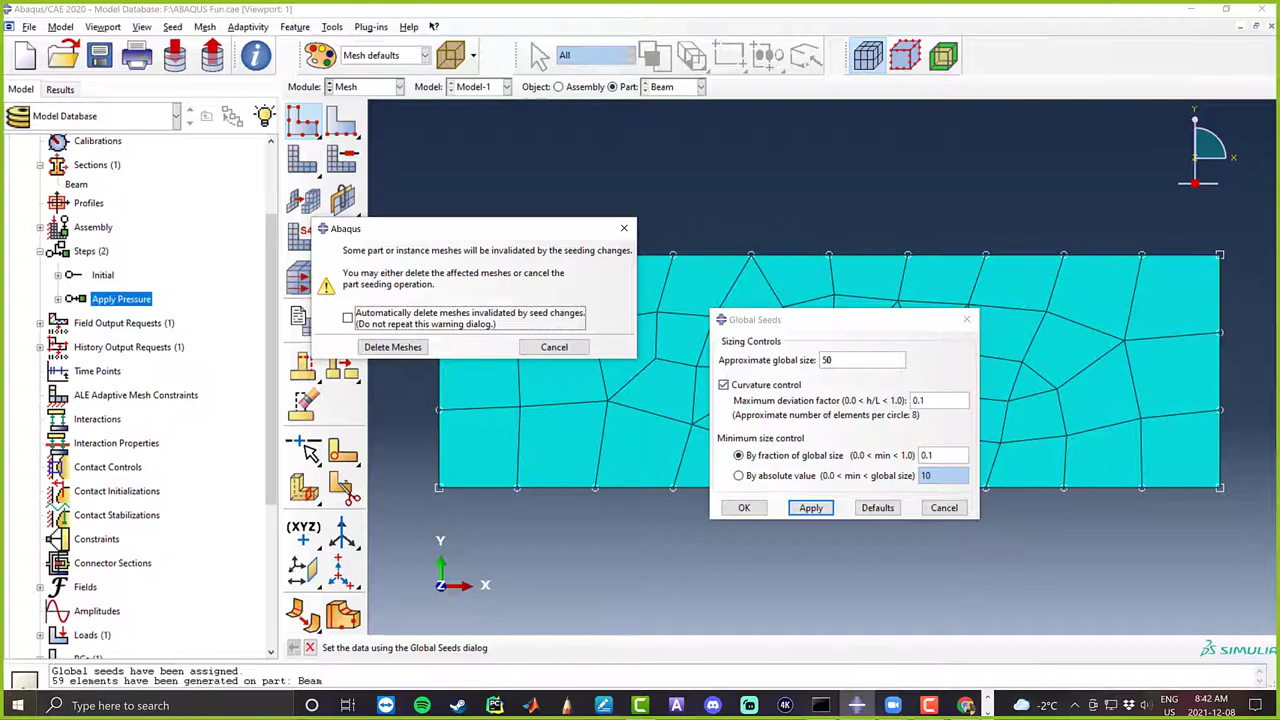 Abaqus/CAE 2020 - Model Database: F:\ABAQUS Fun.cae [Viewport: 1]
File Model Viewport View Seed Mesh Adaptivity Feature Tools Plug-ins Help
Mesh defaults All
Model Results Module: Mesh Model: Model-1 Object: Assembly Part: Beam
Model Database
Calibrations
Sections (1)
Beam
Profiles
Assembly
Steps (2)
Initial
Apply Pressure
Field Output Requests (1)
History Output Requests (1)
Time Points
ALE Adaptive Mesh Constraints
Interactions
Interaction Properties
Contact Controls
Contact Initializations
Contact Stabilizations
Constraints
Connector Sections
Fields
Amplitudes
Loads (1)
(XYZ)
Abaqus
Some part or instance meshes will be invalidated by the seeding changes.
You may either delete the affected meshes or cancel the
part seeding operation.
Automatically delete meshes invalidated by seed changes.
(Do not repeat this warning dialog.)
Delete Meshes Cancel
Global Seeds
Sizing Controls
Approximate global size: 50
Curvature control
Maximum deviation factor (0.0 < h/L < 1.0): 0.1
(Approximate number of elements per circle: 8)
Minimum size control
By fraction of global size (0.0 < min < 1.0) 0.1
By absolute value (0.0 < min < global size) 10
OK Apply Defaults Cancel
Y
X
Z
Y
Z X
Set the data using the Global Seeds dialog
SIMULIA
Global seeds have been assigned.
59 elements have been generated on part: Beam
Type here to search
-2°C
ENG
US
8:42 AM
2021-12-08